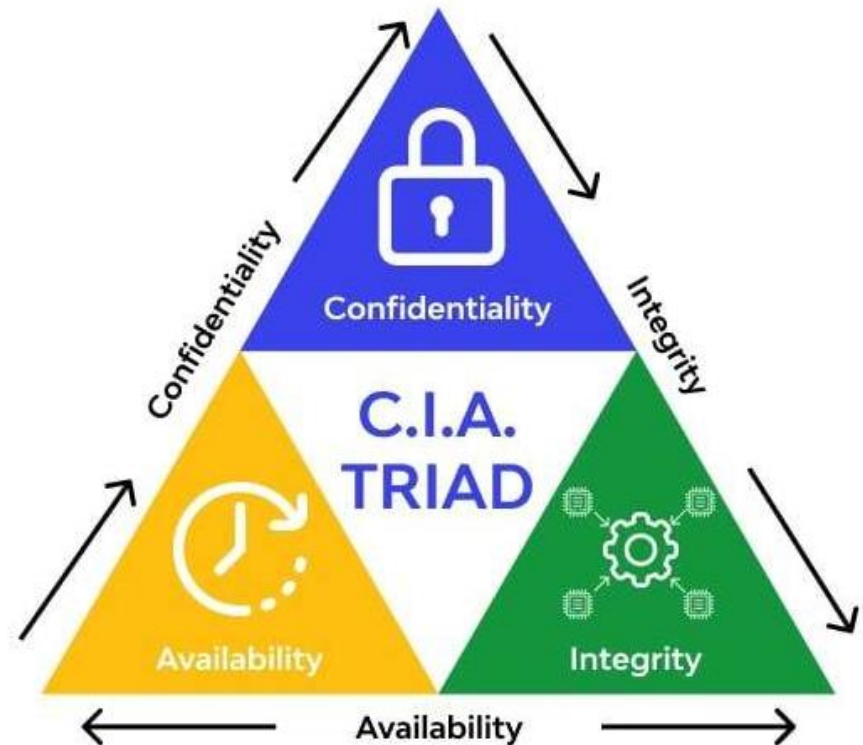 Confidentiality
Confidentiality
Integrity
C.I.A.
TRIAD
Availability
Integrity
Availability